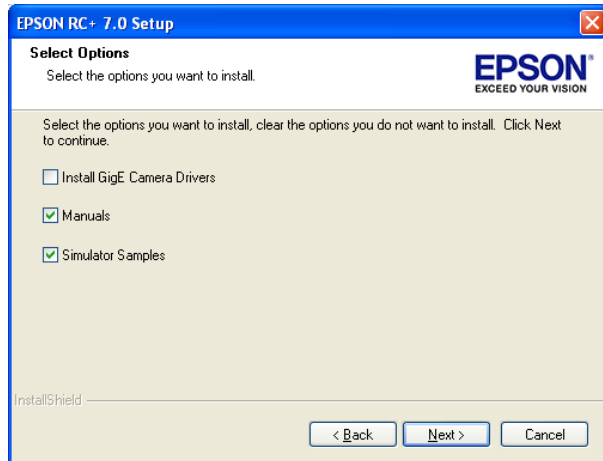 EPSON RC+ 7.0 Setup
Select Options
Select the options you want to install.
EPSON®
EXCEED YOUR VISION
Select the options you want to install, clear the options you do not want to install. Click Next
to continue.
Install GigE Camera Drivers
Manuals
Simulator Samples
InstallShield
< Back
Next >
Cancel